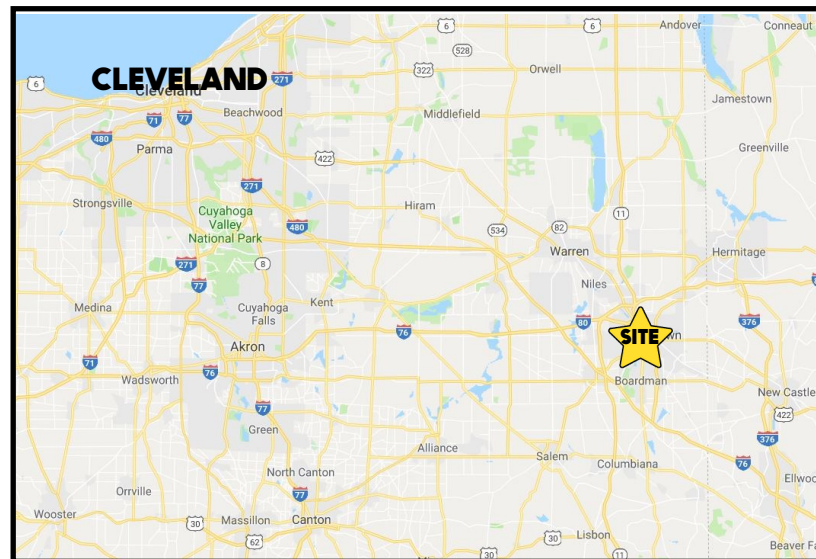 6
6
Andover
Conneaut
528
322
Orwell
CLEVELAND
Cleveland
271
6
Jamestown
71
77
Beachwood
Middlefield
480
Parma
422
Greenville
271
Strongsville
Hiram
Cuyahoga
Valley
National Park
480
11
534
82
Warren
Hermitage
271
8
77
Niles
Medina
Cuyahoga
Falls
Kent
80
376
76
SITE
wn
Akron
71
76
Wadsworth
Boardman
New Castle
77
422
Green
376
Alliance
Salem
Columbiana
76
North Canton
Ellwo
Orrville
77
Wooster
30
Massillon
Canton
62
30
Lisbon
30
11
Beaver Fa